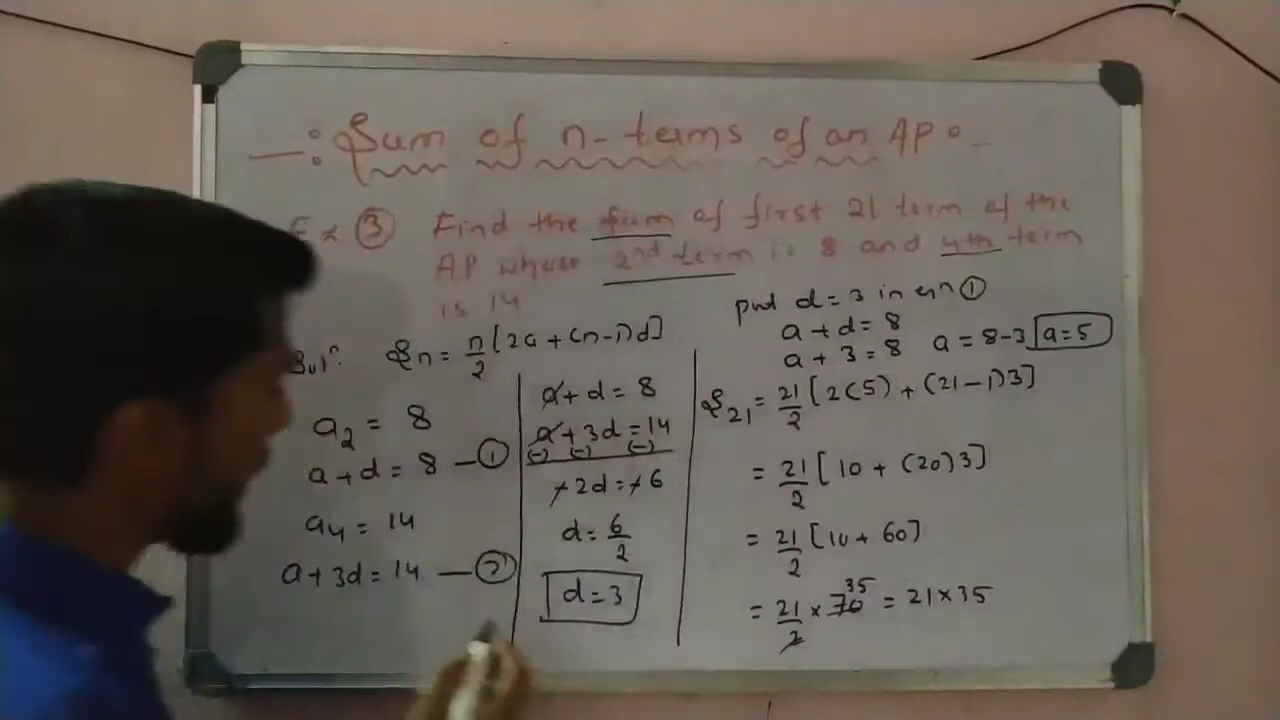 —: Sum of n-terms of an AP:-
Ex ③ Find the sum of first 21 term of the
AP whose 2nd term is 8 and 4th term
is 14
Sol^n: Sn = n/2 [2a + (n-1)d]
a₂ = 8
a + d = 8 — ①
a₄ = 14
a + 3d = 14 — ②
a + d = 8
a + 3d = 14
(-) (-) (-)
-2d = -6
d = 6/2
d = 3
put d = 3 in eqn ①
a + d = 8
a + 3 = 8 a = 8-3 a = 5
S₂₁ = 21/2 [2(5) + (21-1)3]
= 21/2 [10 + (20)3]
= 21/2 [10 + 60]
= 21/2 × 70 35 = 21 × 35